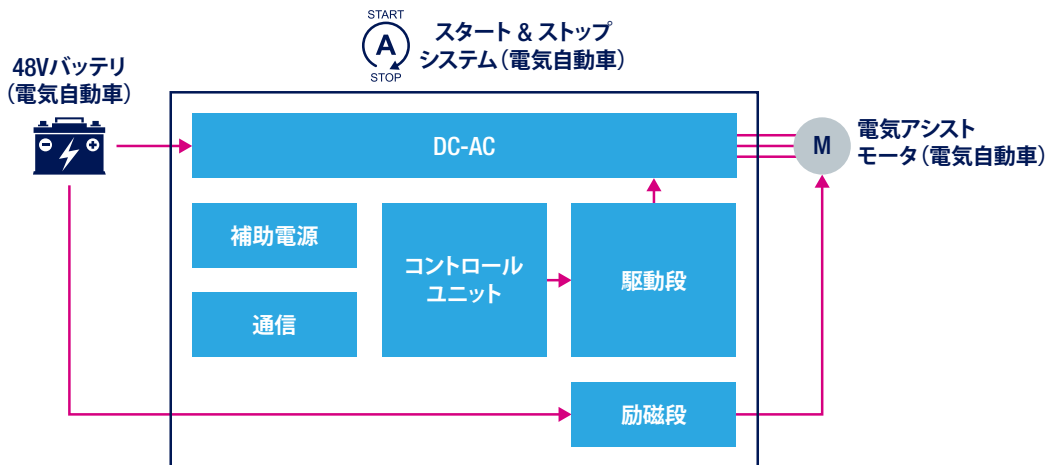 START
A
STOP
スタート & ストップ
システム（電気自動車）
48Vバッテリ
（電気自動車）
DC-AC
M
電気アシスト
モータ（電気自動車）
補助電源
コントロール
ユニット
駆動段
通信
励磁段